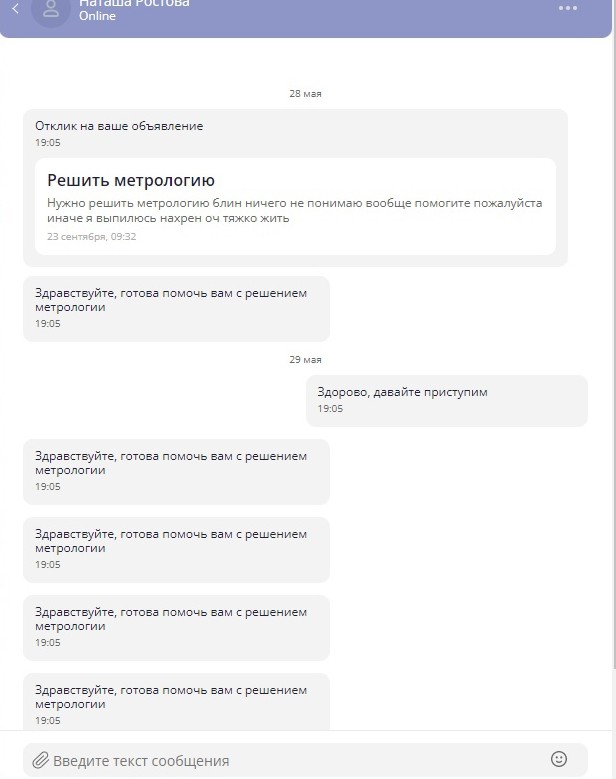 Наташа Ростова
Online
28 мая
Отклик на ваше объявление
19:05
Решить метрологию
Нужно решить метрологию блин ничего не понимаю вообще помогите пожалуйста
иначе я выпилюсь нахрен оч тяжко жить
23 сентября, 09:32
Здравствуйте, готова помочь вам с решением
метрологии
19:05
29 мая
Здорово, давайте приступим
19:05
Здравствуйте, готова помочь вам с решением
метрологии
19:05
Здравствуйте, готова помочь вам с решением
метрологии
19:05
Здравствуйте, готова помочь вам с решением
метрологии
19:05
Здравствуйте, готова помочь вам с решением
метрологии
19:05
Введите текст сообщения